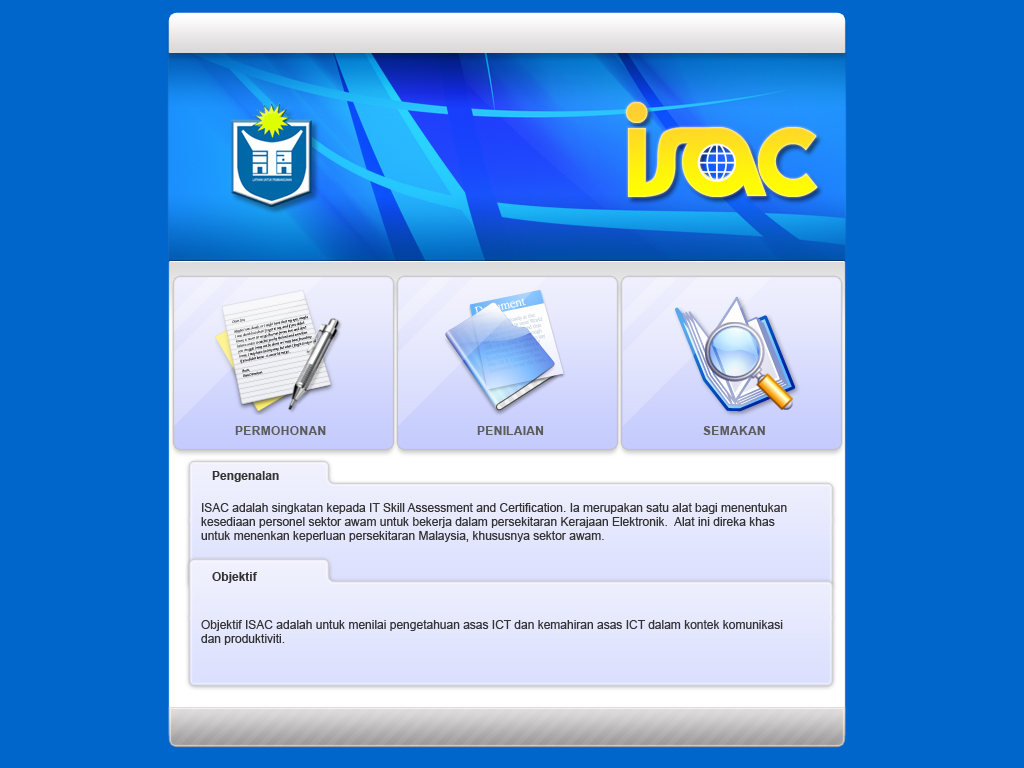 isac
Document
PERMOHONAN
PENILAIAN
SEMAKAN
Pengenalan
ISAC adalah singkatan kepada IT Skill Assessment and Certification. Ia merupakan satu alat bagi menentukan
kesediaan personel sektor awam untuk bekerja dalam persekitaran Kerajaan Elektronik.  Alat ini direka khas
untuk menenkan keperluan persekitaran Malaysia, khususnya sektor awam.
Objektif
Objektif ISAC adalah untuk menilai pengetahuan asas ICT dan kemahiran asas ICT dalam kontek komunikasi
dan produktiviti.